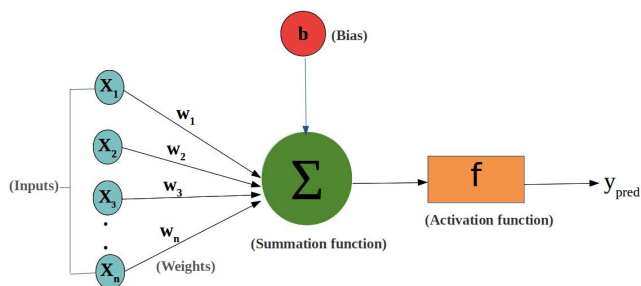 b
(Bias)
X1
w1
X2
w2
(Inputs)
X3
w3
Σ
f
ypred
.
.
wn
Xn
(Weights)
(Summation function)
(Activation function)